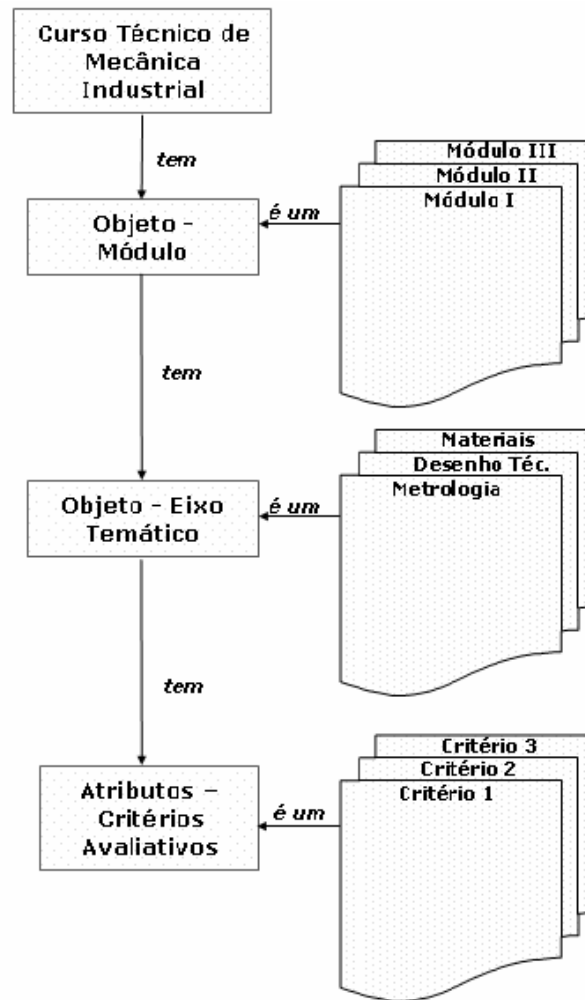 Curso Técnico de
Mecânica
Industrial
tem
Módulo III
Módulo II
Módulo I
é um
Objeto -
Módulo
tem
Materiais
Desenho Téc.
Metrologia
é um
Objeto - Eixo
Temático
tem
Critério 3
Critério 2
Critério 1
é um
Atributos –
Critérios
Avaliativos